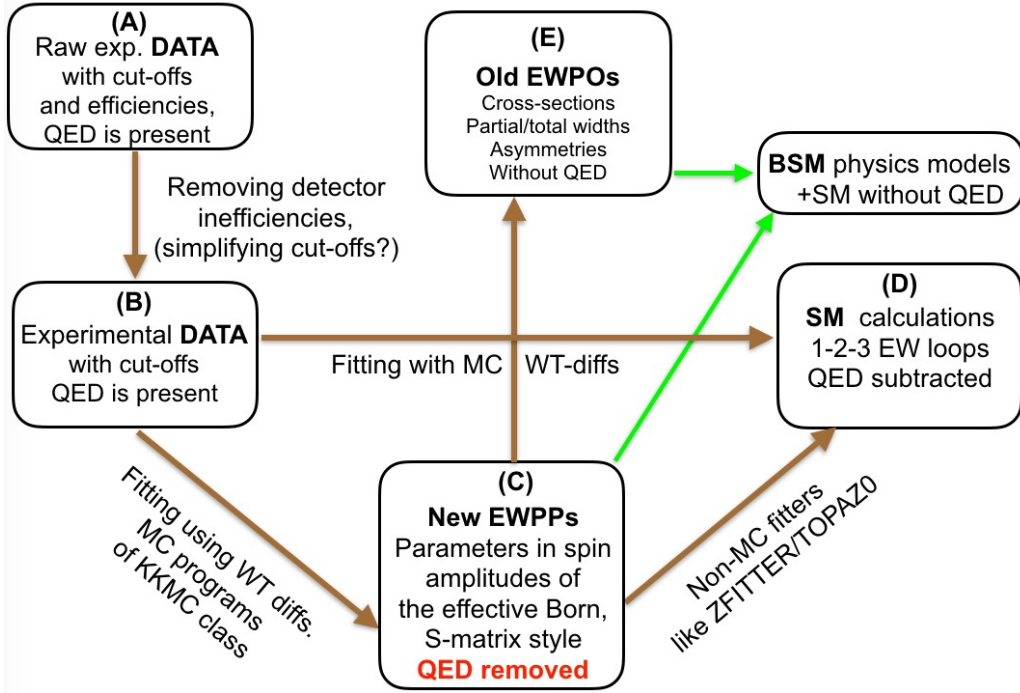 (A)
Raw exp. DATA
with cut-offs
and efficiencies,
QED is present
Removing detector
inefficiencies,
(simplifying cut-offs?)
(B)
Experimental DATA
with cut-offs
QED is present
(E)
Old EWPOs
Cross-sections
Partial/total widths
Asymmetries
Without QED
BSM physics models
+SM without QED
(D)
SM calculations
1-2-3 EW loops
QED subtracted
Fitting with MC WT-diffs
Fitting using WT diffs.
MC programs
of KKMC class
(C)
New EWPPs
Parameters in spin
amplitudes of
the effective Born,
S-matrix style
QED removed
Non-MC fitters
like ZFITTER/TOPAZ0